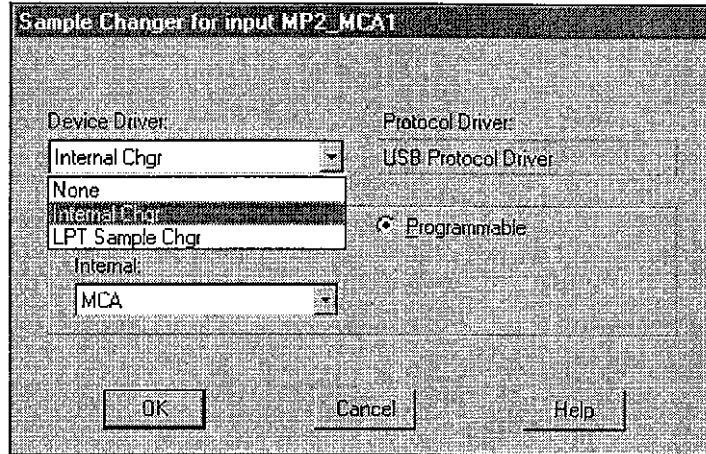 Sample Changer for input MP2_MCA1
Device Driver:
Protocol Driver:
Internal Chgr
USB Protocol Driver
None
Internal Chgr
LPT Sample Chgr
Programmable
Internal:
MCA
OK
Cancel
Help